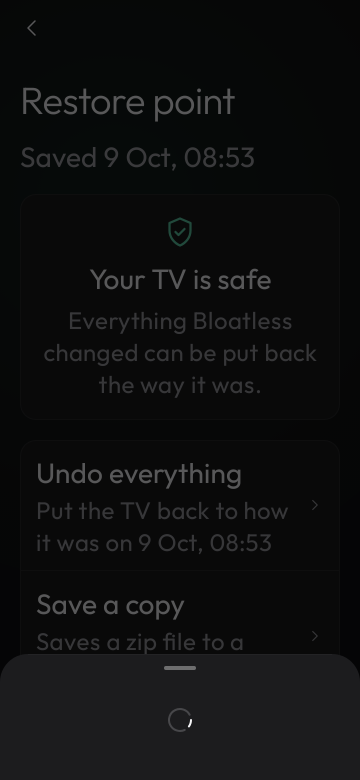 Restore point
Saved 9 Oct, 08:53
Your TV is safe
Everything Bloatless
changed can be put back
the way it was.
Undo everything
Put the TV back to how
it was on 9 Oct, 08:53
Save a copy
Saves a zip file to a